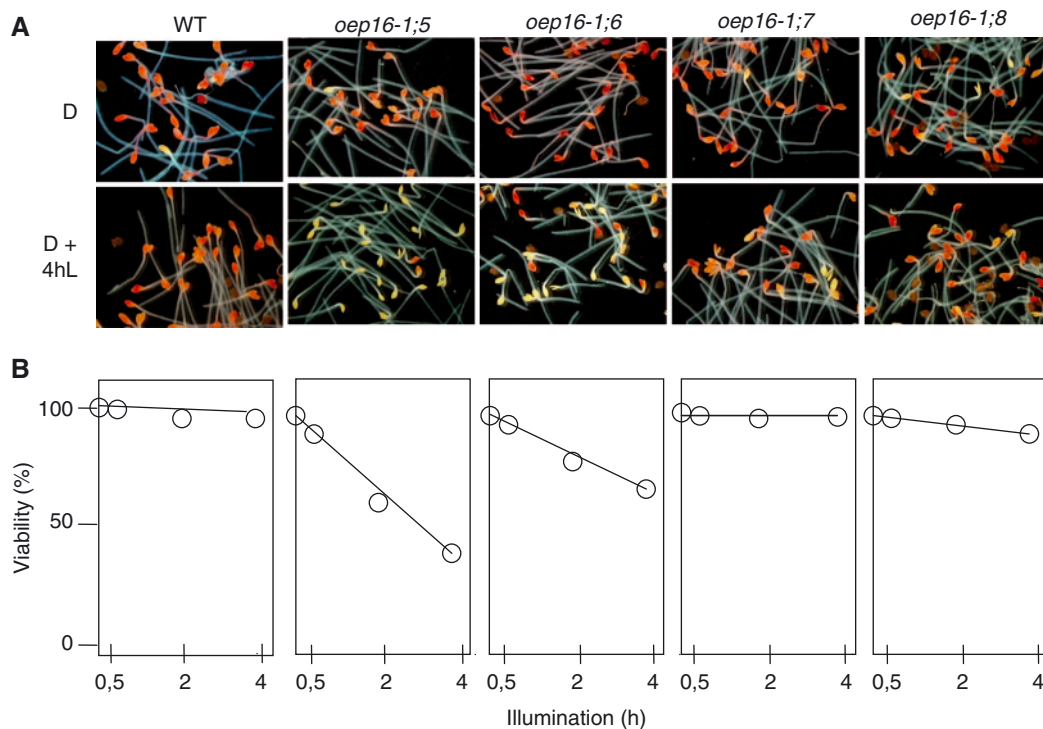 A
WT oep16-1;5 oep16-1;6 oep16-1;7 oep16-1;8
D
D +
4hL
B
Viability (%)
100
50
0
0,5 2 4 0,5 2 4 0,5 2 4 0,5 2 4 0,5 2 4
Illumination (h)